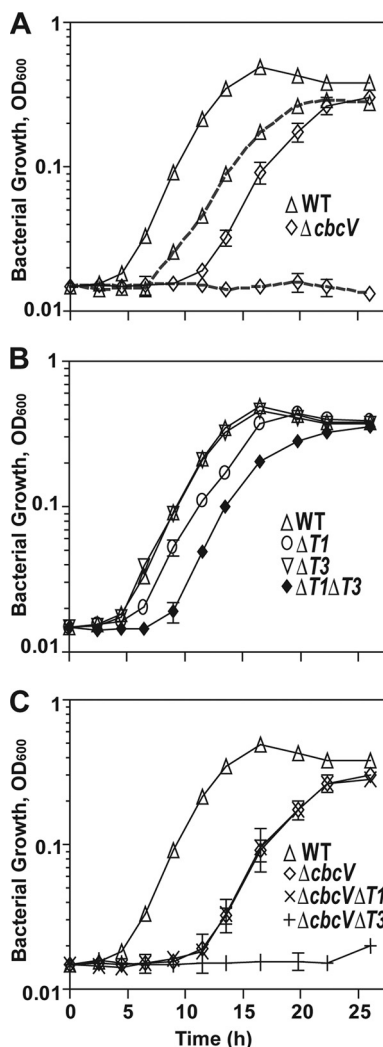 A
Bacterial Growth, OD600
1
0.1
0.01
△ WT
◇ ΔcbcV
B
Bacterial Growth, OD600
1
0.1
0.01
△ WT
○ ΔT1
▽ ΔT3
◆ ΔT1ΔT3
C
Bacterial Growth, OD600
1
0.1
0.01
△ WT
◇ ΔcbcV
× ΔcbcVΔT1
+ ΔcbcVΔT3
0 5 10 15 20 25
Time (h)